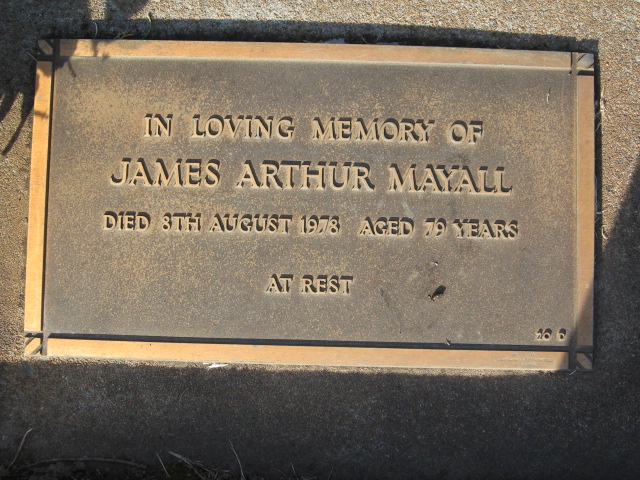 IN LOVING MEMORY OF
JAMES ARTHUR MAYALL
DIED 8TH AUGUST 1978 AGED 79 YEARS
AT REST